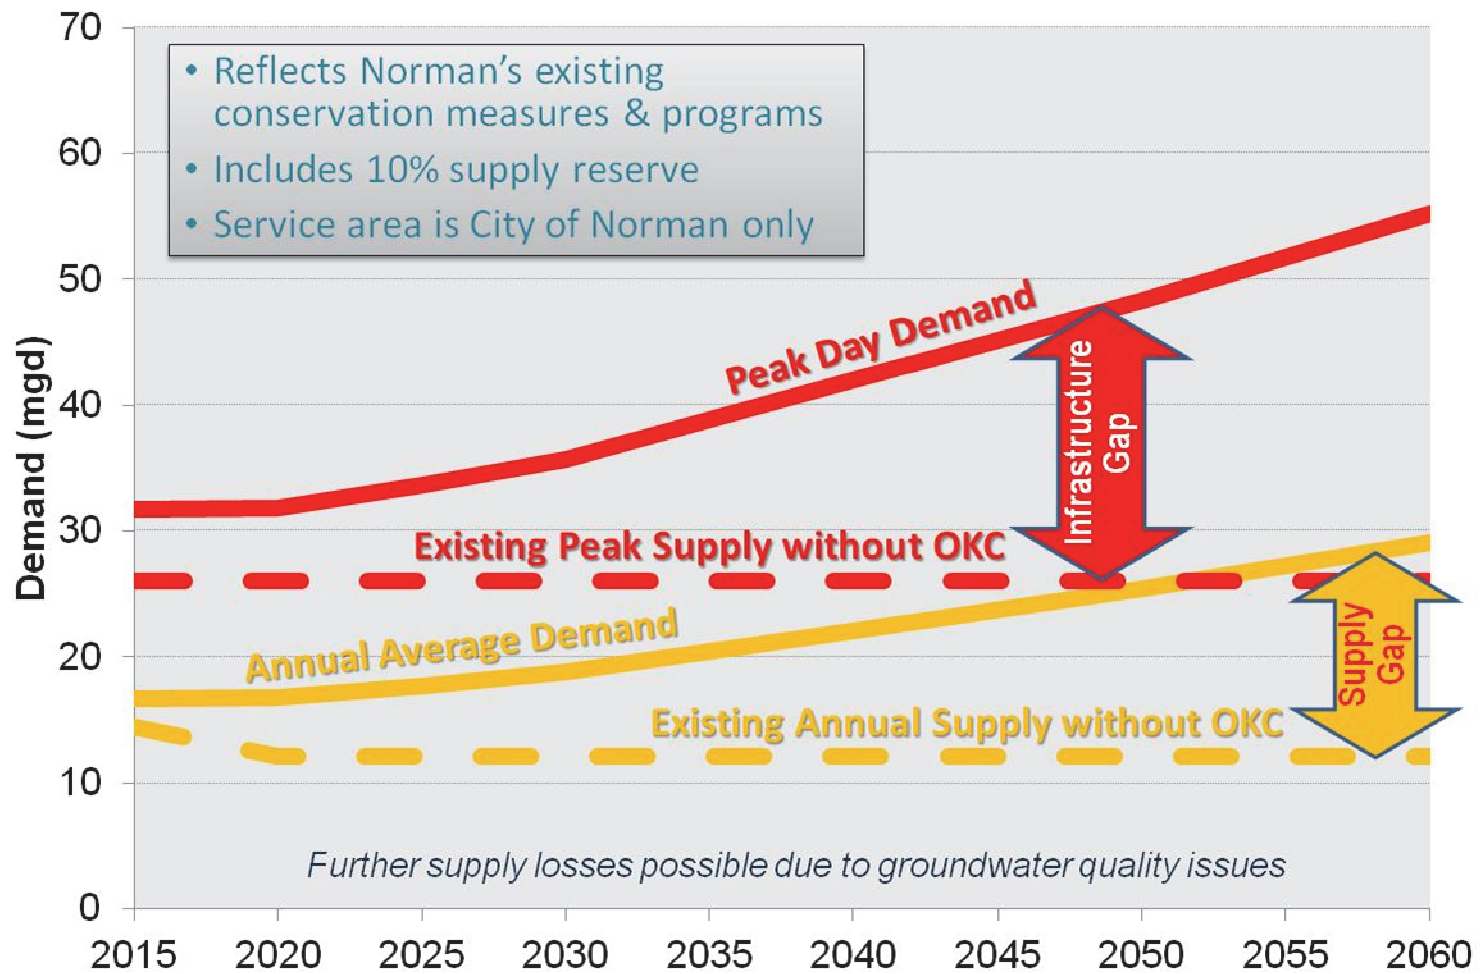 70
• Reflects Norman's existing
conservation measures & programs
• Includes 10% supply reserve
• Service area is City of Norman only
60
50
40
30
20
10
0
Demand (mgd)
Peak Day Demand
Infrastructure
Gap
Existing Peak Supply without OKC
Annual Average Demand
Supply
Gap
Existing Annual Supply without OKC
Further supply losses possible due to groundwater quality issues
2015 2020 2025 2030 2035 2040 2045 2050 2055 2060